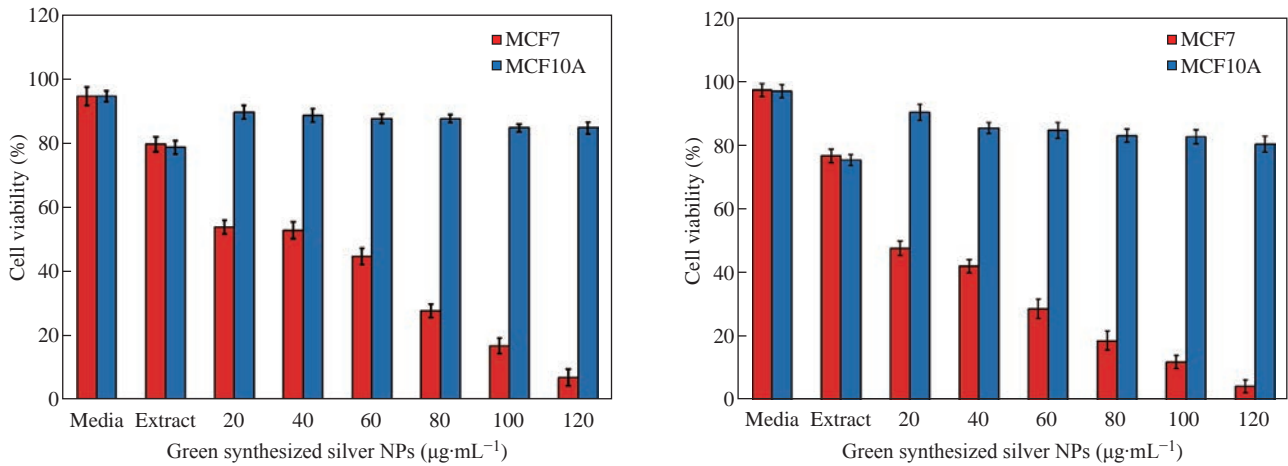 120
100
80
60
40
20
0
Cell viability (%)
MCF7
MCF10A
Media Extract 20 40 60 80 100 120
Green synthesized silver NPs (μg·mL⁻¹)
120
100
80
60
40
20
0
Cell viability (%)
MCF7
MCF10A
Media Extract 20 40 60 80 100 120
Green synthesized silver NPs (μg·mL⁻¹)